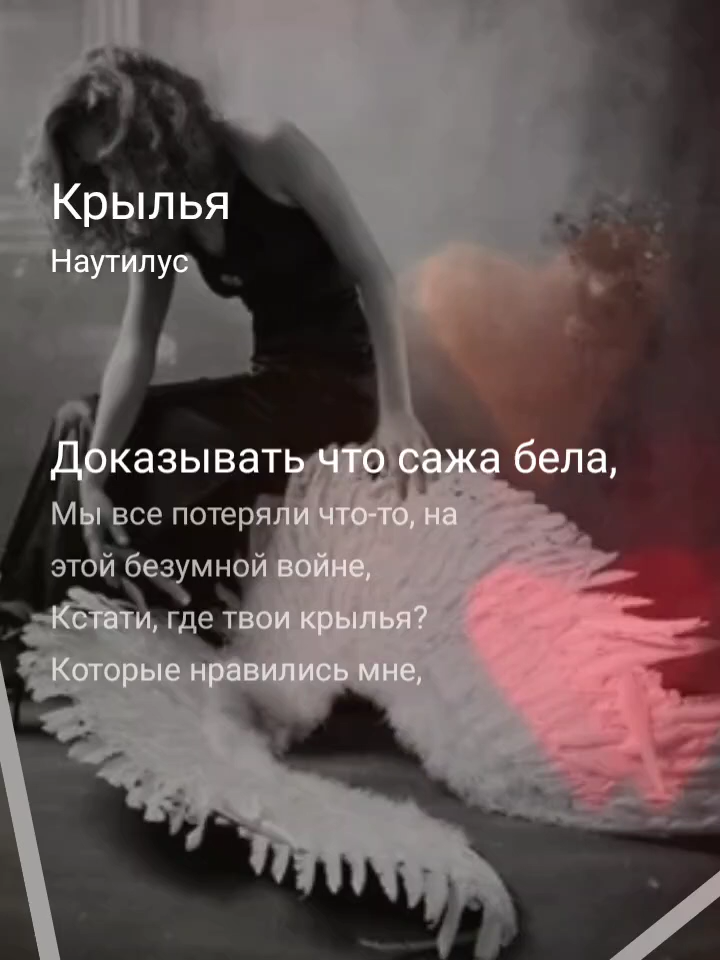 Крылья
Наутилус
Доказывать что сажа бела,
Мы все потеряли что-то, на
этой безумной войне,
Кстати, где твои крылья?
Которые нравились мне,